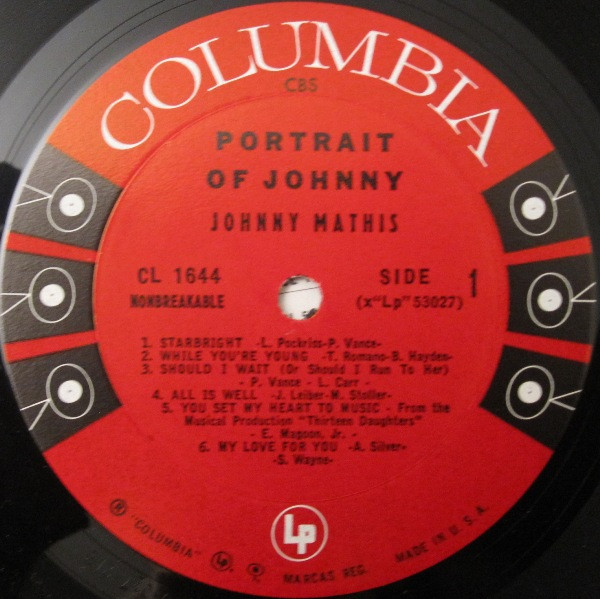 COLUMBIA
CBS
PORTRAIT
OF JOHNNY
JOHNNY MATHIS
CL 1644
NONBREAKABLE
SIDE 1
(x"Lp" 53027)
1. STARBRIGHT -L. Pockriss-P. Vance-
2. WHILE YOU'RE YOUNG -T. Romano-B. Hayden-
3. SHOULD I WAIT (Or Should I Run To Her)
- P. Vance - L. Carr -
4. ALL IS WELL -J. Leiber-M. Stoller-
5. YOU SET MY HEART TO MUSIC - From the
Musical Production "Thirteen Daughters"
- E. Magoon, Jr. -
6. MY LOVE FOR YOU -A. Silver-
-S. Wayne-
LP
® "COLUMBIA" LP, MARCAS REG. MADE IN U.S.A.